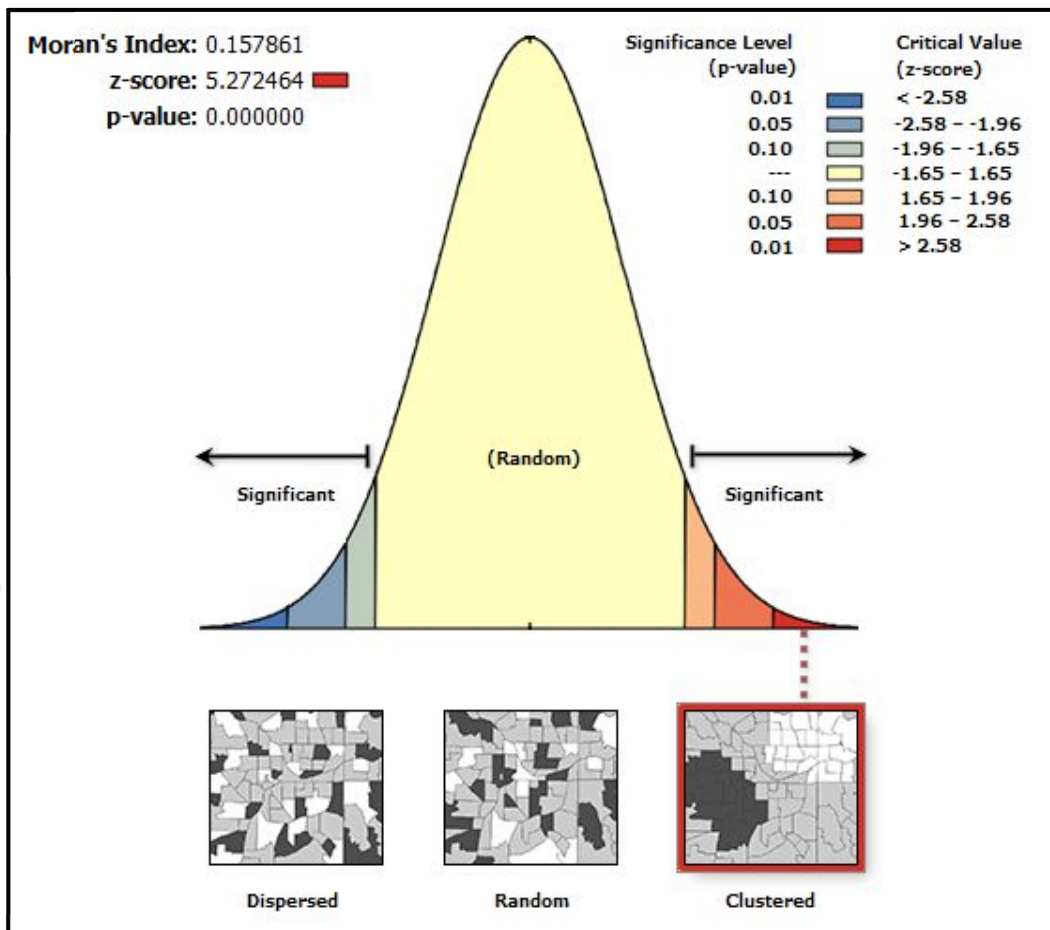 Moran's Index: 0.157861
z-score: 5.272464
p-value: 0.000000
Significance Level
(p-value)
Critical Value
(z-score)
0.01 < -2.58
0.05 -2.58 – -1.96
0.10 -1.96 – -1.65
--- -1.65 – 1.65
0.10 1.65 – 1.96
0.05 1.96 – 2.58
0.01 > 2.58
(Random)
Significant
Significant
Dispersed
Random
Clustered